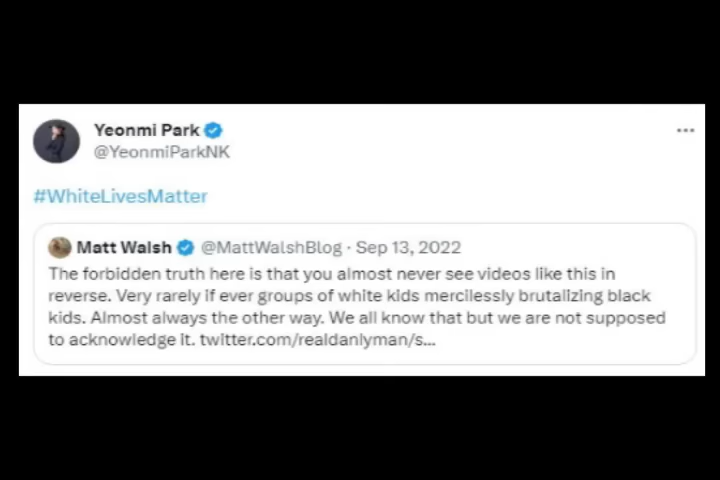 Yeonmi Park
@YeonmiParkNK
#WhiteLivesMatter
Matt Walsh @MattWalshBlog · Sep 13, 2022
The forbidden truth here is that you almost never see videos like this in
reverse. Very rarely if ever groups of white kids mercilessly brutalizing black
kids. Almost always the other way. We all know that but we are not supposed
to acknowledge it. twitter.com/realdanlyman/s...